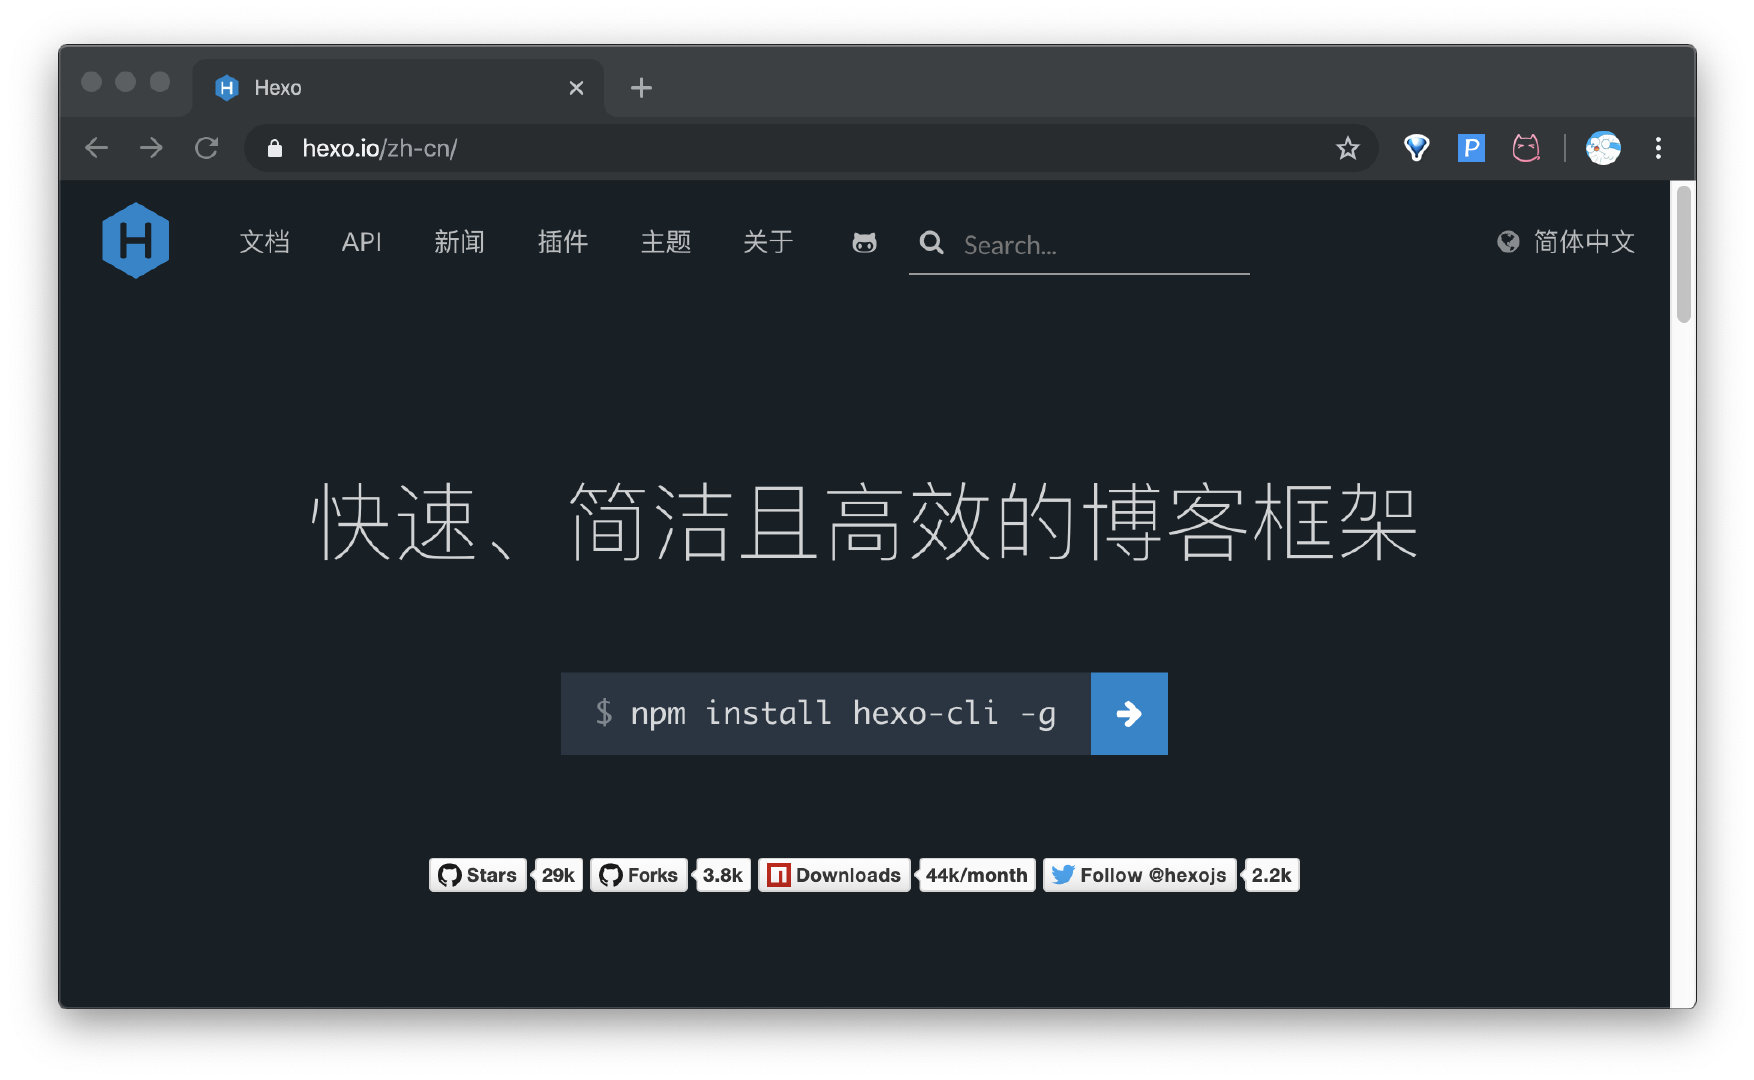 Hexo
hexo.io/zh-cn/
P
H 文档 API 新闻 插件 主题 关于 Search... 简体中文
快速、简洁且高效的博客框架
$ npm install hexo-cli -g
Stars 29k Forks 3.8k Downloads 44k/month Follow @hexojs 2.2k